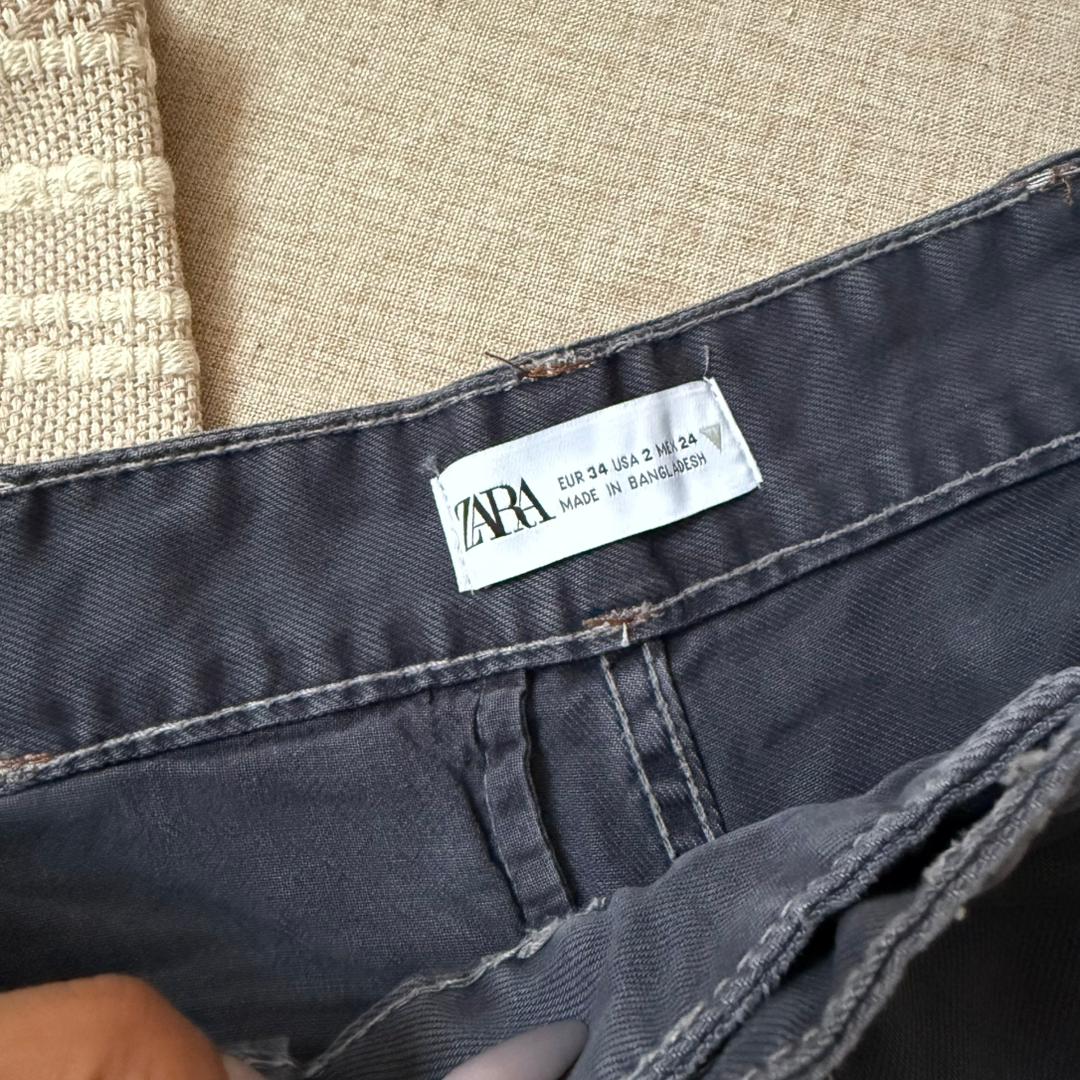 ZARA
EUR 34 USA 2 MEX 24
MADE IN BANGLADESH